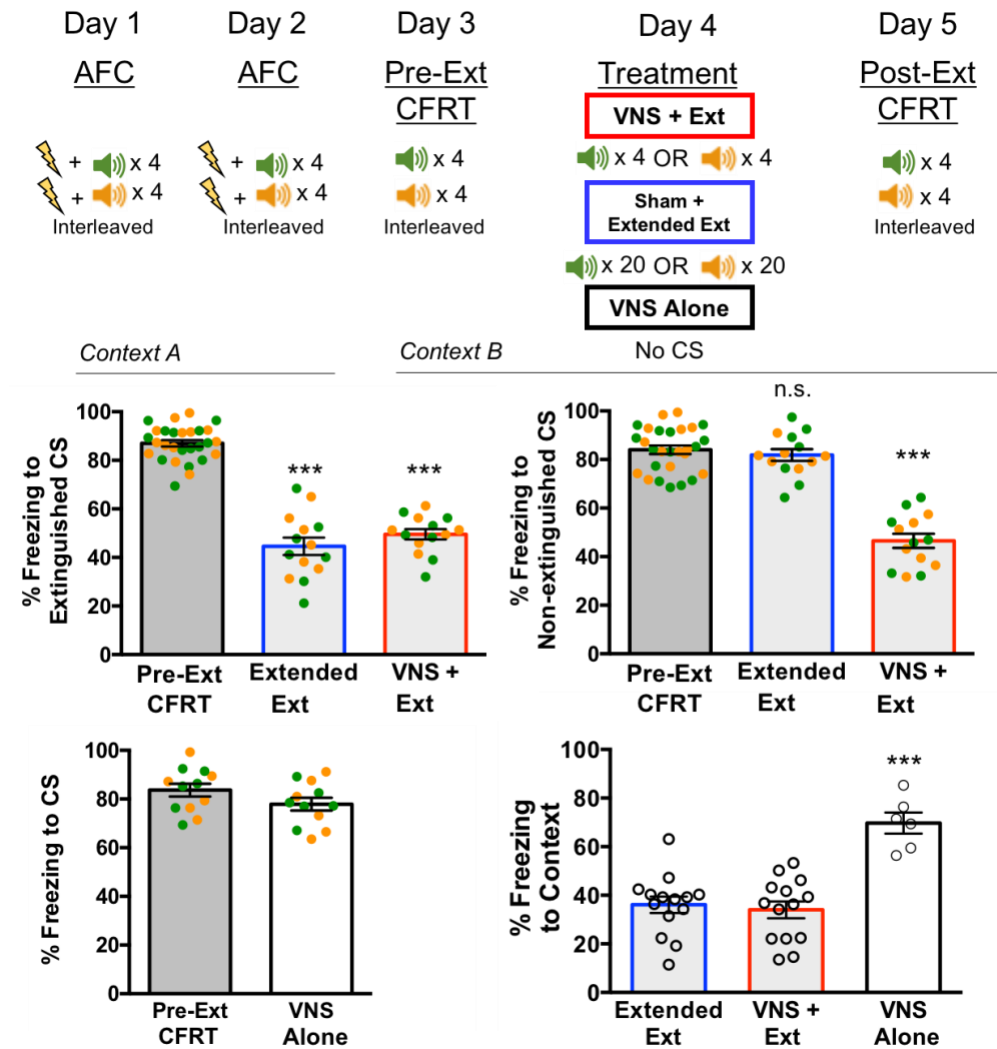 Day 1
Day 2
Day 3
Day 4
Day 5
AFC
AFC
Pre-Ext
CFRT
Treatment
Post-Ext
CFRT
VNS + Ext
+ x 4
+ x 4
x 4
x 4 OR x 4
x 4
+ x 4
+ x 4
x 4
Sham +
Extended Ext
x 4
Interleaved
Interleaved
Interleaved
Interleaved
x 20 OR x 20
VNS Alone
Context A
Context B
No CS
% Freezing to
Extinguished CS
100%
80
60
40
20
0
***
***
Pre-Ext
CFRT
Extended
Ext
VNS +
Ext
% Freezing to
Non-extinguished CS
100%
80
60
40
20
0
n.s.
***
Pre-Ext
CFRT
Extended
Ext
VNS +
Ext
% Freezing to CS
100%
80
60
40
20
0
Pre-Ext
CFRT
VNS
Alone
% Freezing
to Context
100%
80
60
40
20
0
***
Extended
Ext
VNS +
Ext
VNS
Alone